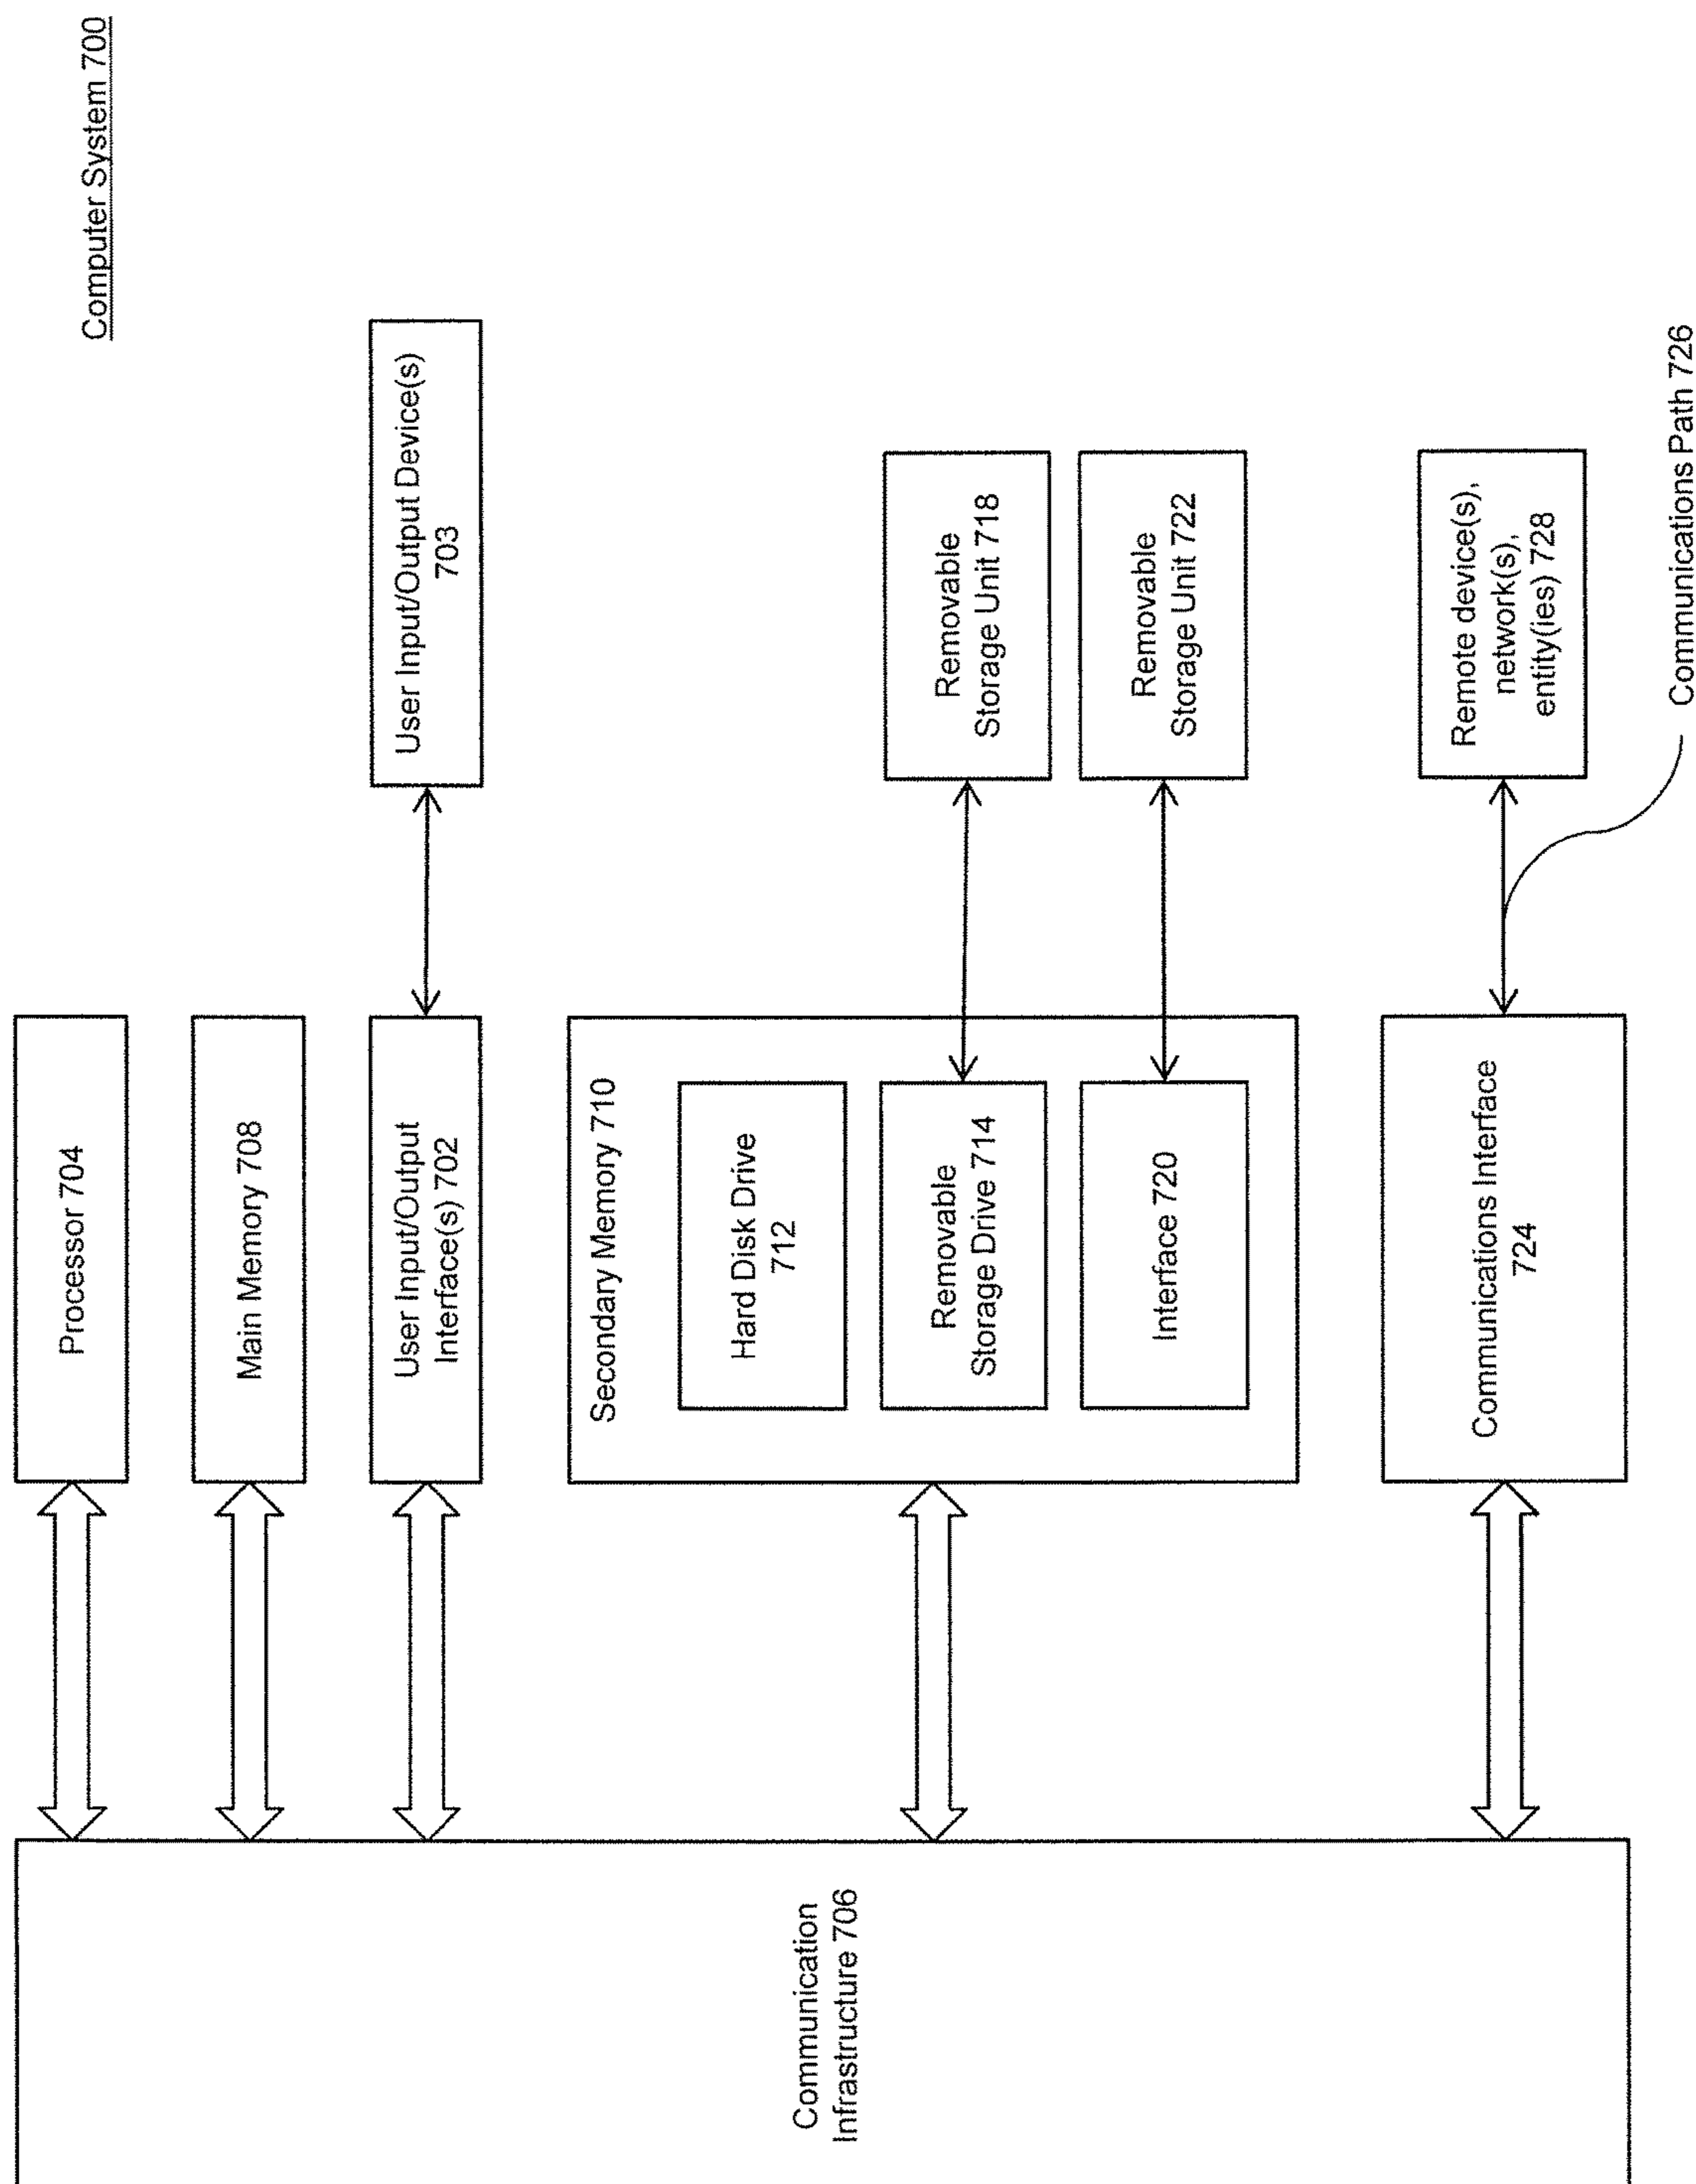 Computer System 700
Processor 704
Main Memory 708
User Input/Output
Interface(s) 702
User Input/Output Device(s)
703
Secondary Memory 710
Hard Disk Drive
712
Removable
Storage Drive 714
Removable
Storage Unit 718
Interface 720
Removable
Storage Unit 722
Communication
Infrastructure 706
Communications Interface
724
Remote device(s),
network(s),
entity(ies) 728
Communications Path 726